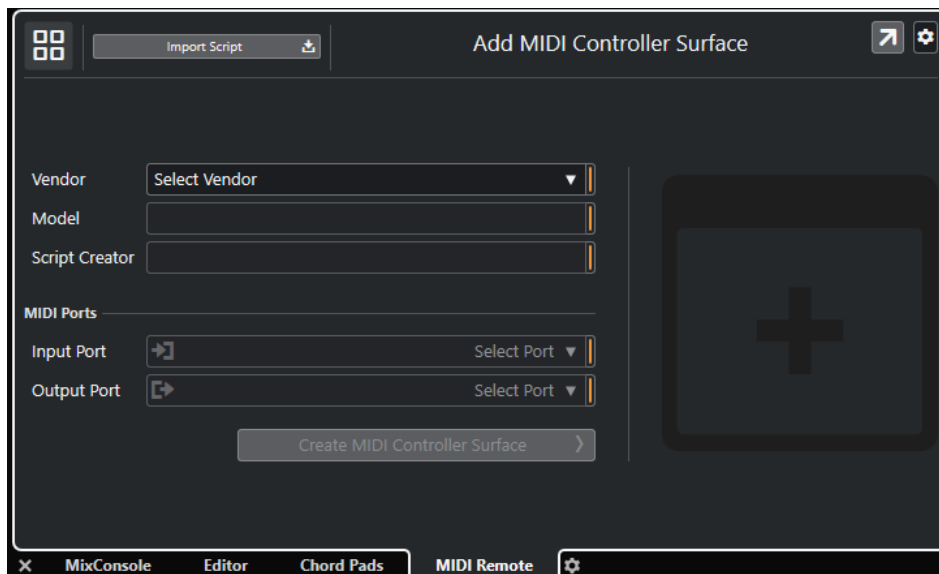 Import Script
Add MIDI Controller Surface
Vendor
Select Vendor
Model
Script Creator
MIDI Ports
Input Port
Select Port
Output Port
Select Port
Create MIDI Controller Surface
MixConsole
Editor
Chord Pads
MIDI Remote